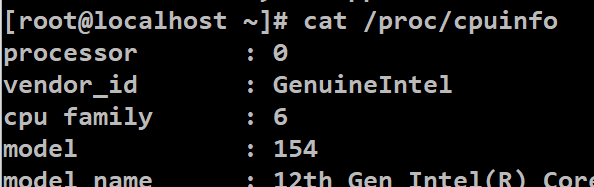 [root@localhost ~]# cat /proc/cpuinfo
processor : 0
vendor_id : GenuineIntel
cpu family : 6
model : 154
model name : 12th Gen Intel(R) Core